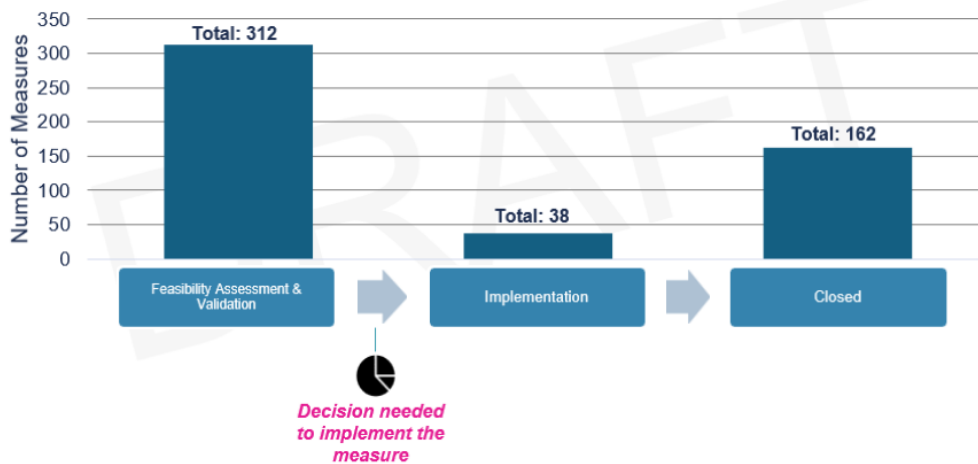 Number of Measures
350
300
250
200
150
100
50
0
Total: 312
Total: 38
Total: 162
Feasibility Assessment &
Validation
Implementation
Closed
Decision needed
to implement the
measure
DRAFT